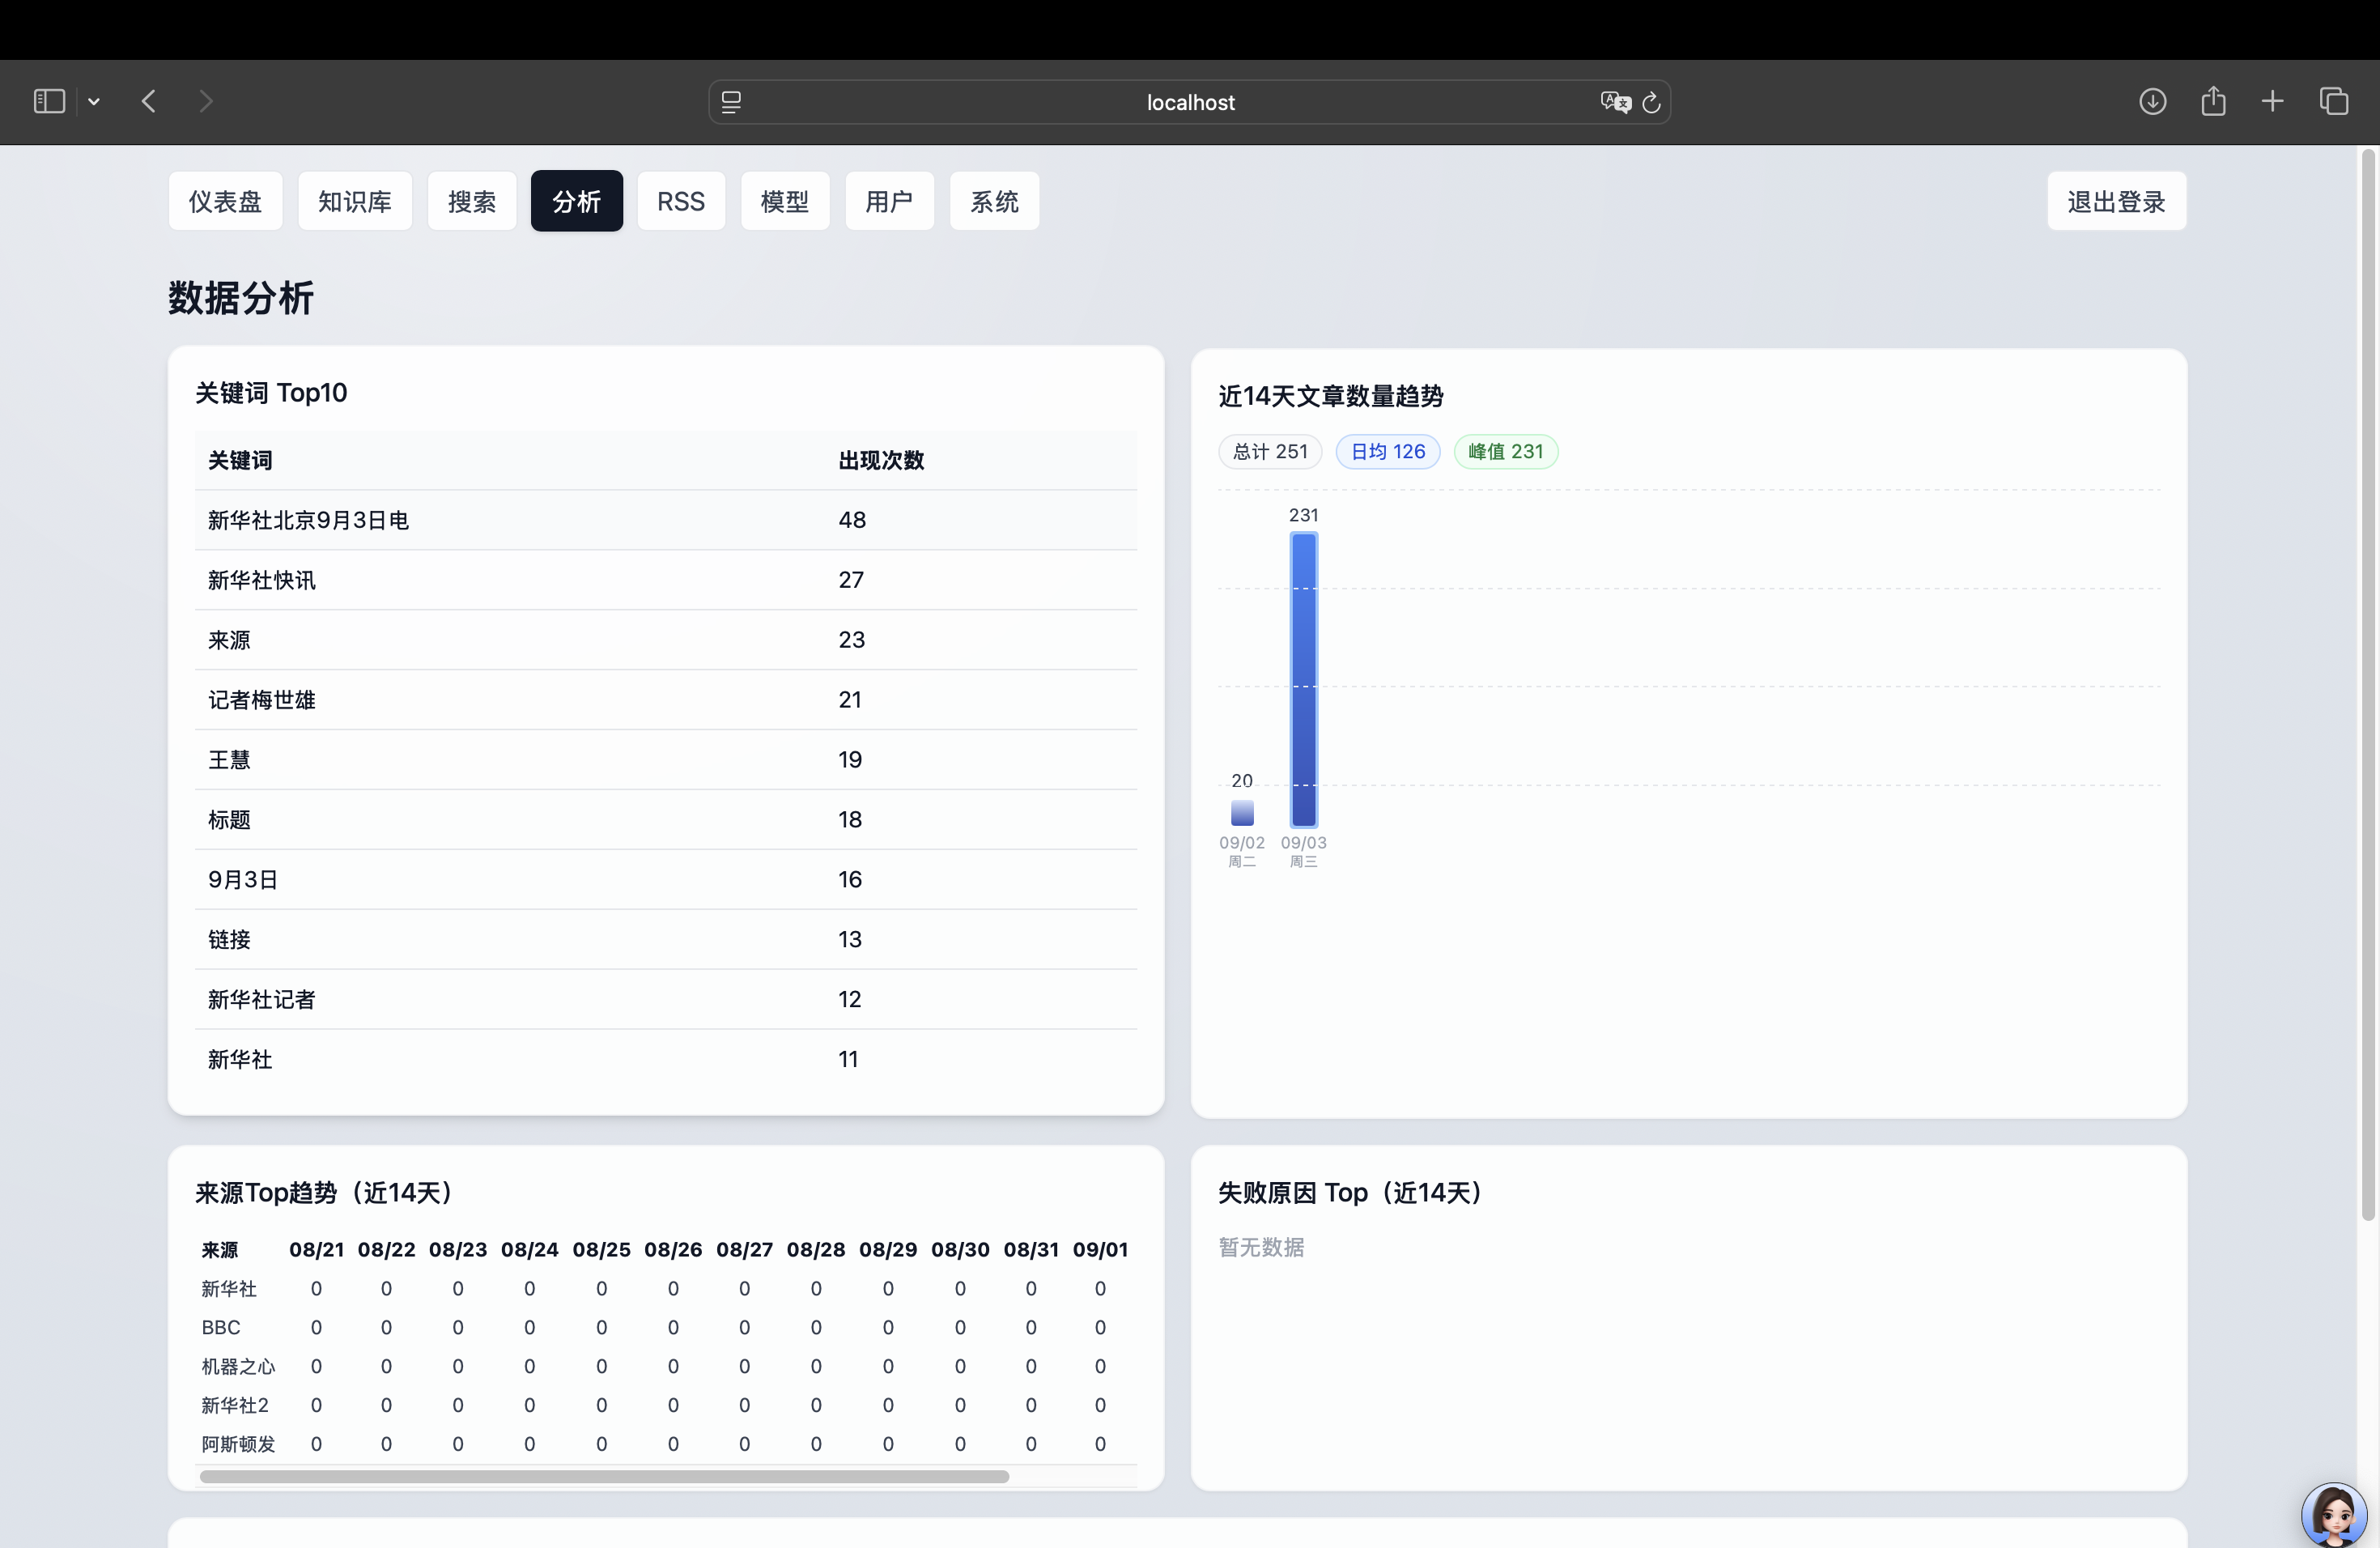 localhost
仪表盘 知识库 搜索 分析 RSS 模型 用户 系统 退出登录
数据分析
关键词 Top10
关键词 出现次数
新华社北京9月3日电 48
新华社快讯 27
来源 23
记者梅世雄 21
王慧 19
标题 18
9月3日 16
链接 13
新华社记者 12
新华社 11
近14天文章数量趋势
总计 251 日均 126 峰值 231
231
20
09/02 09/03
周二 周三
来源Top趋势（近14天）
来源 08/21 08/22 08/23 08/24 08/25 08/26 08/27 08/28 08/29 08/30 08/31 09/01
新华社 0 0 0 0 0 0 0 0 0 0 0 0
BBC 0 0 0 0 0 0 0 0 0 0 0 0
机器之心 0 0 0 0 0 0 0 0 0 0 0 0
新华社2 0 0 0 0 0 0 0 0 0 0 0 0
阿斯顿发 0 0 0 0 0 0 0 0 0 0 0 0
失败原因 Top（近14天）
暂无数据